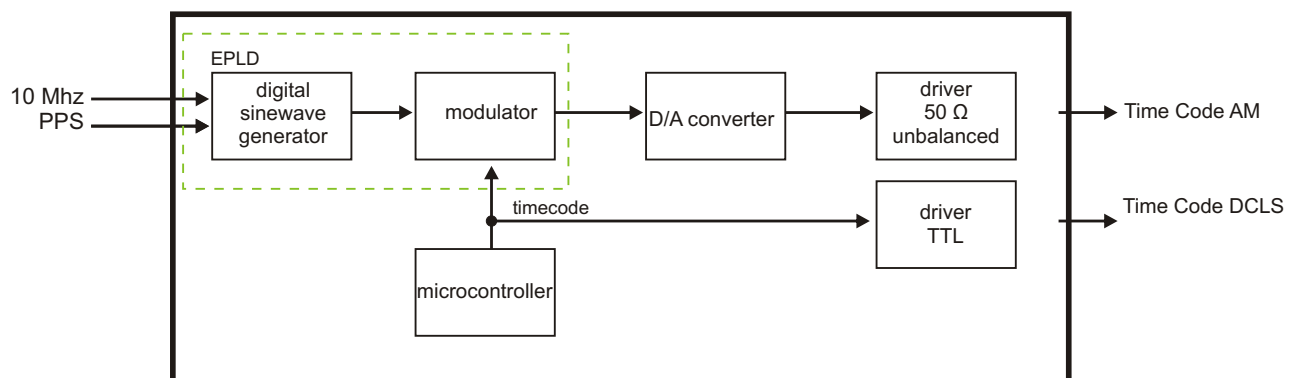 EPLD
10 Mhz
PPS
digital
sinewave
generator
modulator
D/A converter
driver
50 Ω
unbalanced
Time Code AM
timecode
driver
TTL
Time Code DCLS
microcontroller